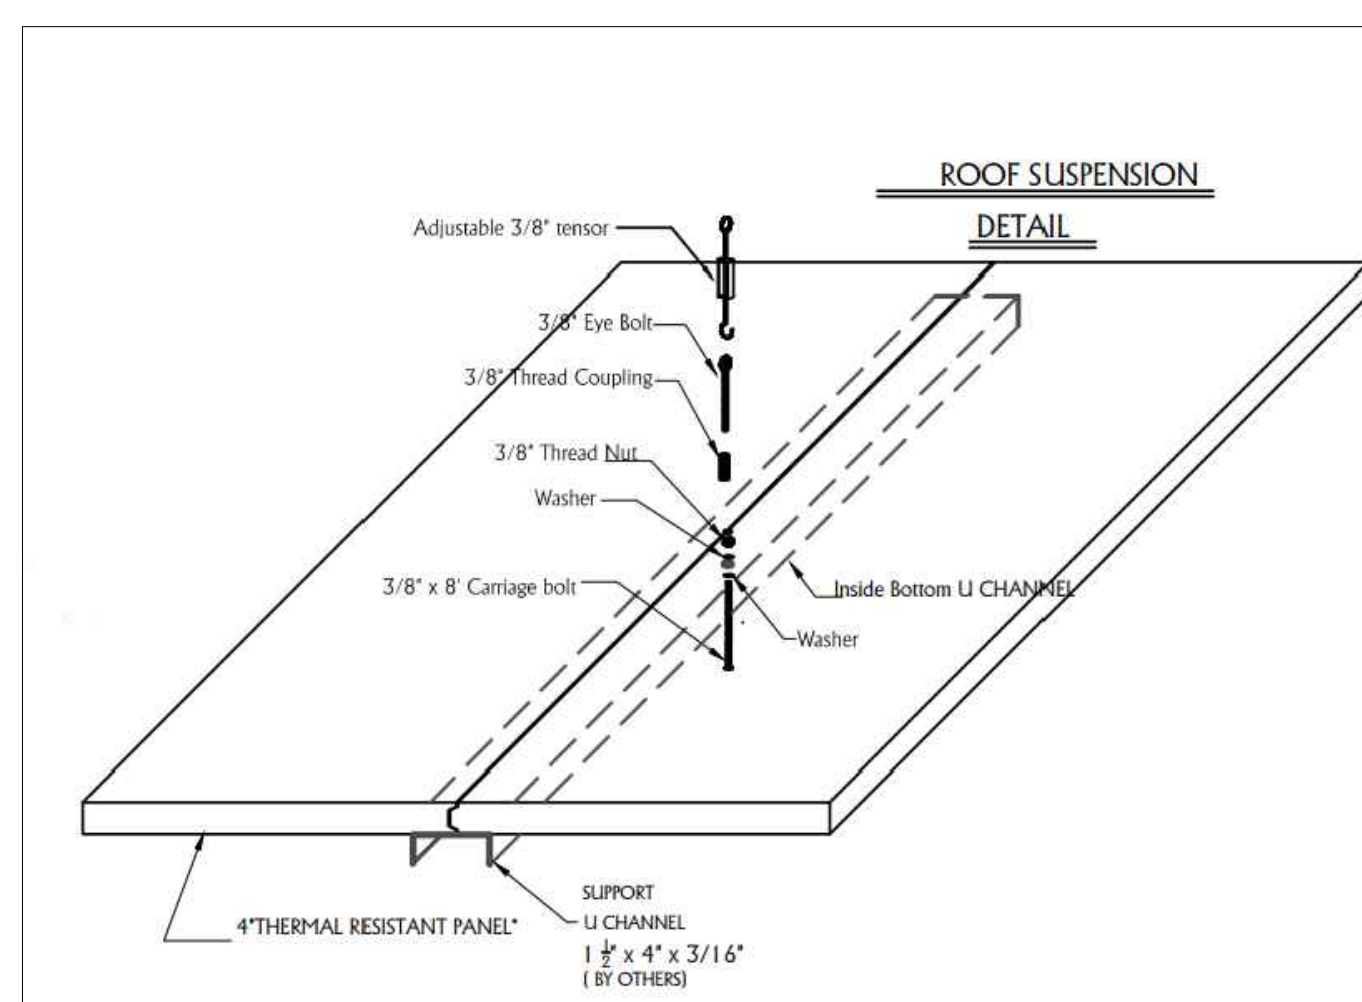 ROOF SUSPENSION
DETAIL
Adjustable 3/8" tensor
3/8" Eye Bolt
3/8" Thread Coupling
3/8" Thread Nut
Washer
3/8" x 8' Carriage bolt
Inside Bottom U CHANNEL
Washer
4"THERMAL RESISTANT PANEL"
SUPPORT
U CHANNEL
1 1/2" x 4" x 3/16"
( BY OTHERS)